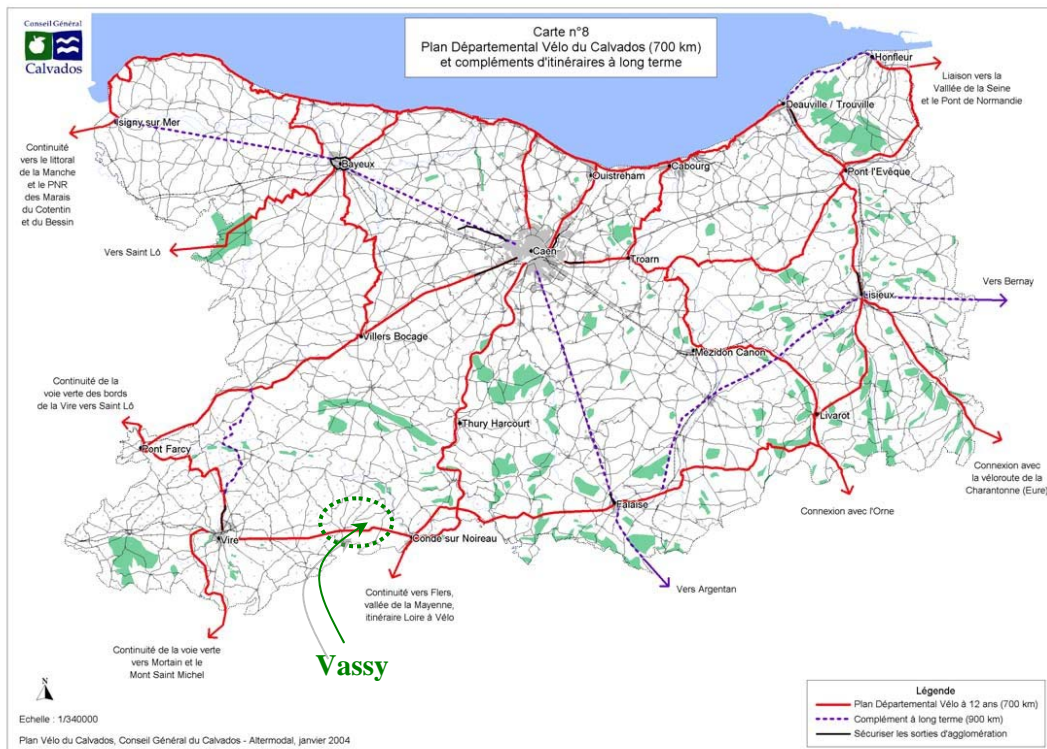 Conseil Général
Calvados
Carte n°8
Plan Départemental Vélo du Calvados (700 km)
et compléments d'itinéraires à long terme
Honfleur
Liaison vers la
Valllée de la Seine
et le Pont de Normandie
Deauville / Trouville
Isigny sur Mer
Continuité
vers le littoral
de la Manche
et le PNR
des Marais
du Cotentin
et du Bessin
Bayeux
Ouistreham
Cabourg
Pont l'Evêque
Vers Saint Lô
Caen
Troarn
Vers Bernay
Lisieux
Villers Bocage
Mézidon Canon
Continuité de la
voie verte des bords
de la Vire vers Saint Lô
Livarot
Thury Harcourt
Pont Farcy
Connexion avec
la véloroute de la
Charantonne (Eure)
Falaise
Connexion avec l'Orne
Vire
Condé sur Noireau
Continuité vers Flers,
vallée de la Mayenne,
itinéraire Loire à Vélo
Vers Argentan
Continuité de la voie verte
vers Mortain et le
Mont Saint Michel
Vassy
N
Echelle : 1/340000
Plan Vélo du Calvados, Conseil Général du Calvados - Altermodal, janvier 2004
Légende
Plan Départemental Vélo à 12 ans (700 km)
Complément à long terme (900 km)
Sécuriser les sorties d'agglomération